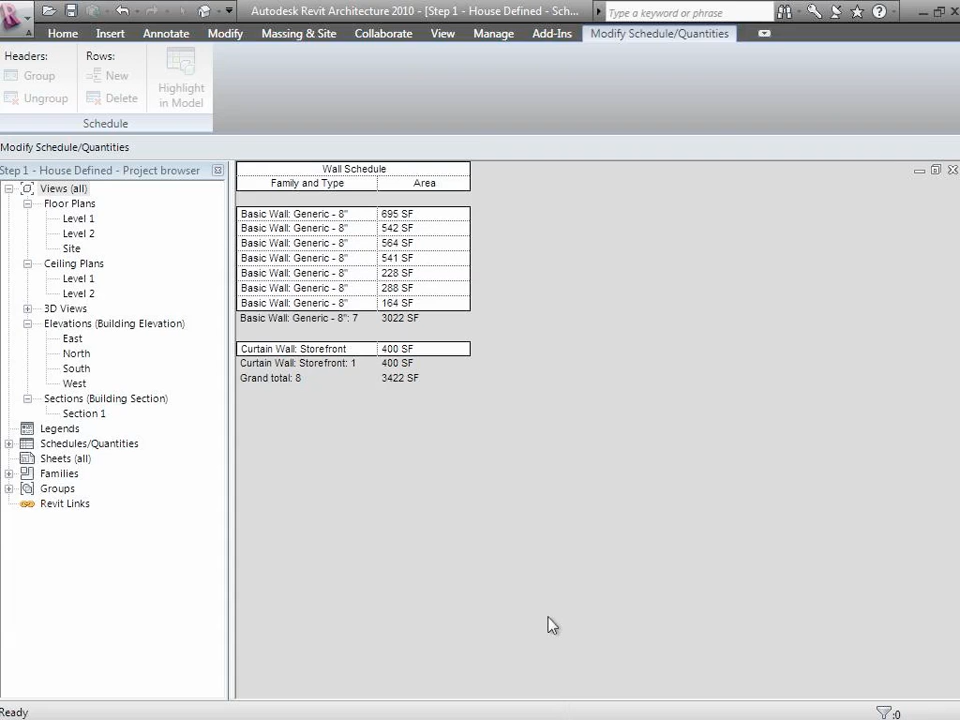 Autodesk Revit Architecture 2010 - [Step 1 - House Defined - Sch...
Type a keyword or phrase
Home Insert Annotate Modify Massing & Site Collaborate View Manage Add-Ins Modify Schedule/Quantities
Headers: Rows:
Group New
Ungroup Delete
Highlight
in Model
Schedule
Modify Schedule/Quantities
Step 1 - House Defined - Project browser
Views (all)
Floor Plans
Level 1
Level 2
Site
Ceiling Plans
Level 1
Level 2
3D Views
Elevations (Building Elevation)
East
North
South
West
Sections (Building Section)
Section 1
Legends
Schedules/Quantities
Sheets (all)
Families
Groups
Revit Links
Wall Schedule
Family and Type Area
Basic Wall: Generic - 8" 695 SF
Basic Wall: Generic - 8" 542 SF
Basic Wall: Generic - 8" 564 SF
Basic Wall: Generic - 8" 541 SF
Basic Wall: Generic - 8" 228 SF
Basic Wall: Generic - 8" 288 SF
Basic Wall: Generic - 8" 164 SF
Basic Wall: Generic - 8": 7 3022 SF
Curtain Wall: Storefront 400 SF
Curtain Wall: Storefront: 1 400 SF
Grand total: 8 3422 SF
Ready
:0